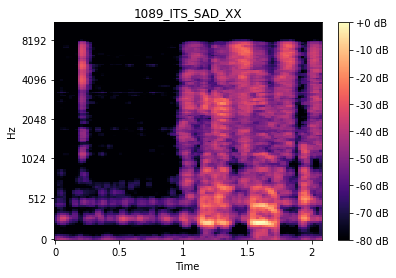 1089_ITS_SAD_XX
+0 dB
8192
-10 dB
4096
-20 dB
-30 dB
2048
Hz
-40 dB
1024
-50 dB
512
-60 dB
-70 dB
0
-80 dB
0 0.5 1 1.5 2
Time